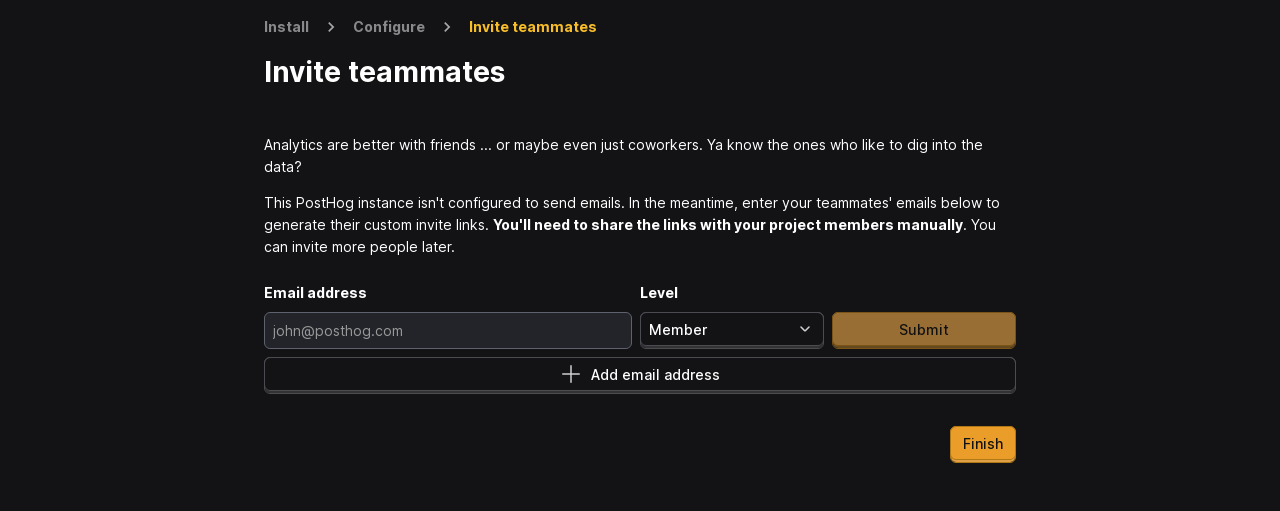 Install > Configure > Invite teammates
Invite teammates
Analytics are better with friends ... or maybe even just coworkers. Ya know the ones who like to dig into the
data?
This PostHog instance isn't configured to send emails. In the meantime, enter your teammates' emails below to
generate their custom invite links. You'll need to share the links with your project members manually. You
can invite more people later.
Email address Level
john@posthog.com Member Submit
Add email address
Finish